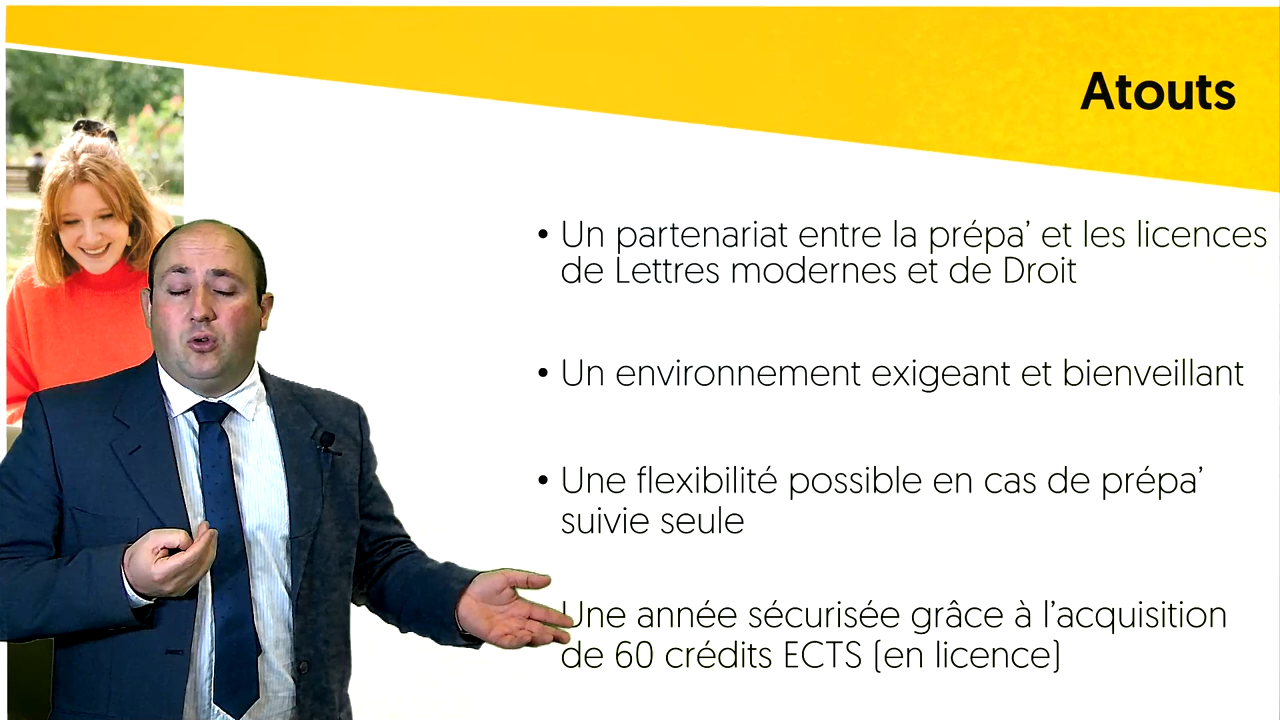 Atouts
• Un partenariat entre la prépa’ et les licences
de Lettres modernes et de Droit
• Un environnement exigeant et bienveillant
• Une flexibilité possible en cas de prépa’
suivie seule
Une année sécurisée grâce à l’acquisition
de 60 crédits ECTS (en licence)